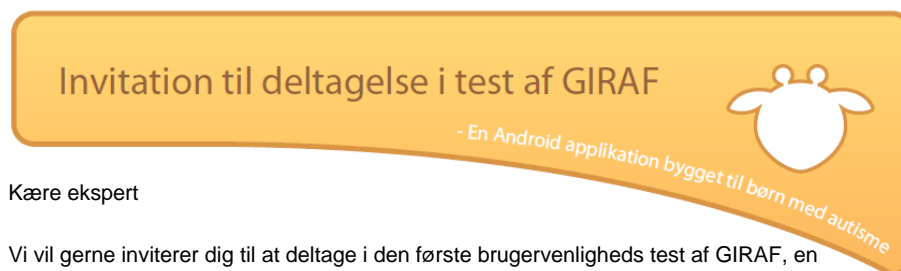 Invitation til deltagelse i test af GIRAF
- En Android applikation bygget til børn med autisme
Kære ekspert
Vi vil gerne inviterer dig til at deltage i den første brugervenligheds test af GIRAF, en